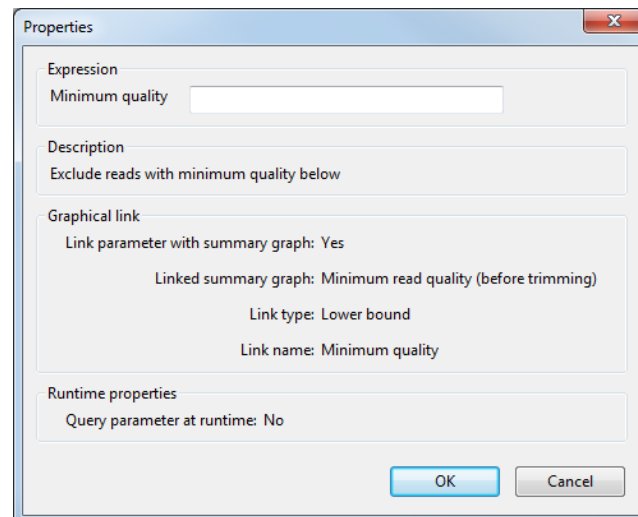 Properties
Expression
Minimum quality
Description
Exclude reads with minimum quality below
Graphical link
Link parameter with summary graph: Yes
Linked summary graph: Minimum read quality (before trimming)
Link type: Lower bound
Link name: Minimum quality
Runtime properties
Query parameter at runtime: No
OK Cancel